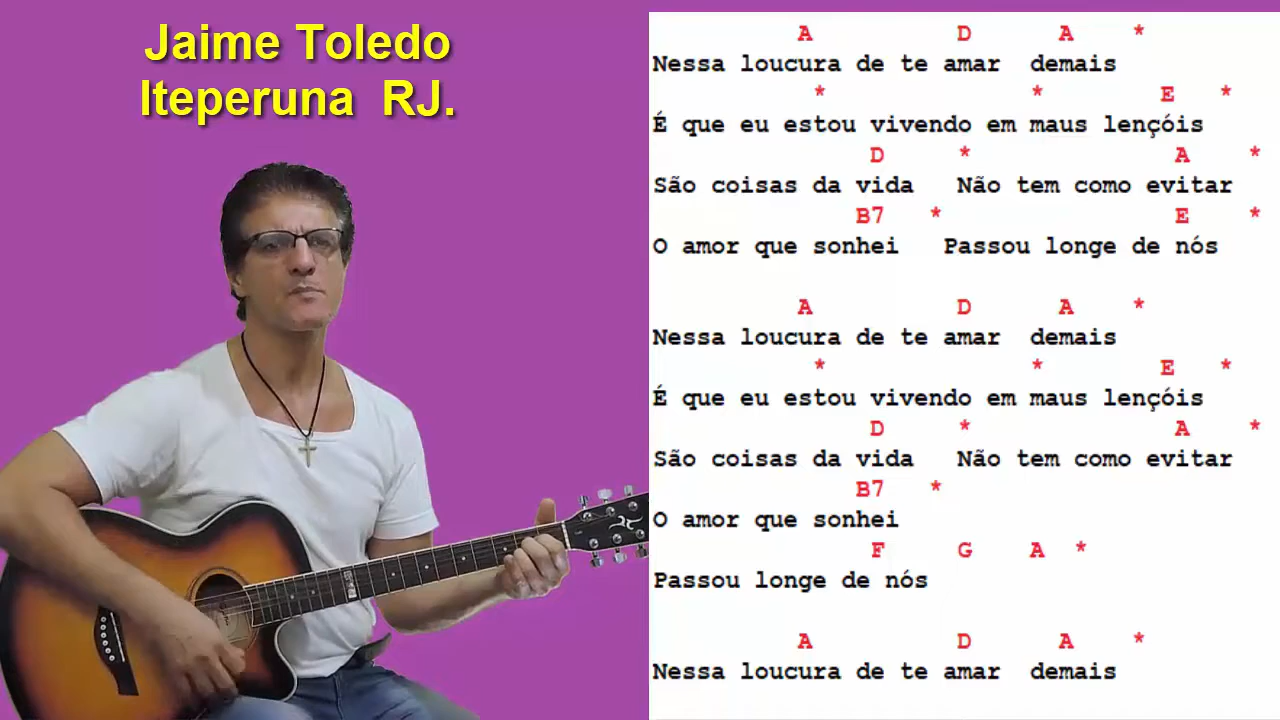 Jaime Toledo
Iteperuna RJ.
A D A *
Nessa loucura de te amar demais
* * E *
É que eu estou vivendo em maus lençóis
D * A *
São coisas da vida Não tem como evitar
B7 * E *
O amor que sonhei Passou longe de nós
A D A *
Nessa loucura de te amar demais
* * E *
É que eu estou vivendo em maus lençóis
D * A *
São coisas da vida Não tem como evitar
B7 *
O amor que sonhei
F G A *
Passou longe de nós
A D A *
Nessa loucura de te amar demais